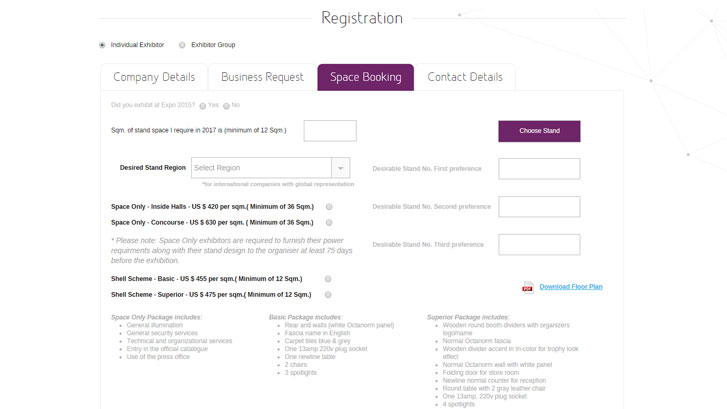 Registration
Individual Exhibitor Exhibitor Group
Company Details Business Request Space Booking Contact Details
Did you exhibit at Expo 2015? Yes No
Sqm. of stand space I require in 2017 is (minimum of 12 Sqm.) Choose Stand
Desired Stand Region Select Region Desirable Stand No. First preference
*for international companies with global representation
Space Only - Inside Halls - US $ 420 per sqm.( Minimum of 36 Sqm.) Desirable Stand No. Second preference
Space Only - Concourse - US $ 630 per sqm. ( Minimum of 36 Sqm.)
* Please note: Space Only exhibitors are required to furnish their power
requirments along with their stand design to the organiser at least 75 days
before the exhibition.
Desirable Stand No. Third preference
Shell Scheme - Basic - US $ 455 per sqm.( Minimum of 12 Sqm.)
PDF Download Floor Plan
Shell Scheme - Superior - US $ 475 per sqm.( Minimum of 12 Sqm.)
Space Only Package includes:
General illumination
General security services
Technical and organizational services
Entry in the official catalogue
Use of the press office
Basic Package includes:
Rear and walls (white Octanorm panel)
Fascia name in English
Carpet tiles blue & grey
One 13amp 220v plug socket
One newline table
2 chairs
3 spotlights
Superior Package includes:
Wooden round booth dividers with organizers
logo/name
Normal Octanorm fascia
Wooden divider accent in tri-color for trophy look
effect
Normal Octanorm wall with white panel
Folding door for store room
Newline normal counter for reception
Round table with 2 gray leather chair
One 13amp, 220v plug socket
4 spotlights